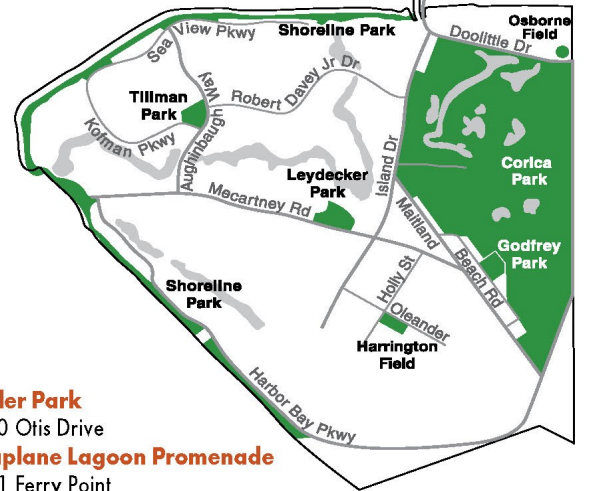 Osborne
Field
Doolittle Dr
Shoreline Park
Sea View Pkwy
Tillman
Park
Aughinbaugh Way
Robert Davey Jr Dr
Kofman Pkwy
Island Dr
Corica
Park
Leydecker
Park
Mecartney Rd
Maitland
Godfrey
Park
Beach Rd
Shoreline
Park
Holly St
Oleander
Harrington
Field
Harbor Bay Pkwy
ler Park
0 Otis Drive
plane Lagoon Promenade
1 Ferry Point